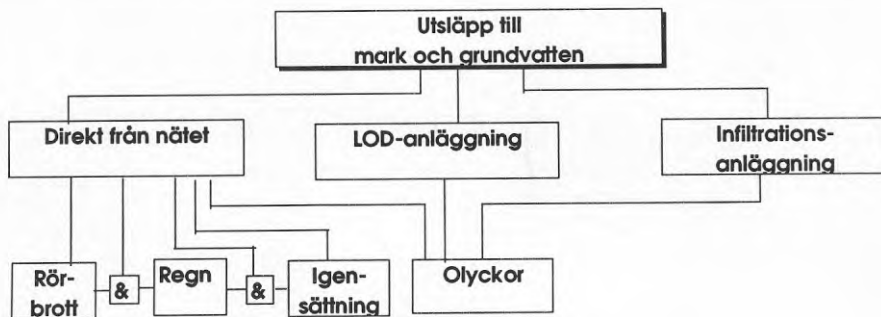 Utsläpp till
mark och grundvatten
Direkt från nätet
LOD-anläggning
Infiltrations-
anläggning
Rör-
brott
&
Regn
&
Igen-
sättning
Olyckor